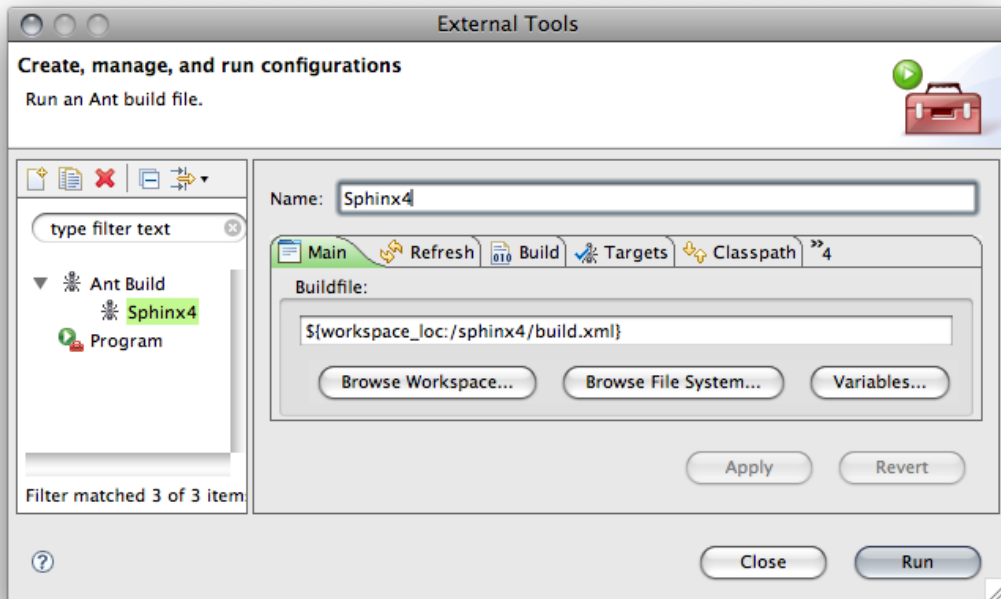 External Tools
Create, manage, and run configurations
Run an Ant build file.
type filter text
Ant Build
Sphinx4
Program
Filter matched 3 of 3 item
Name: Sphinx4
Main Refresh 010 Build Targets Classpath »4
Buildfile:
${workspace_loc:/sphinx4/build.xml}
Browse Workspace... Browse File System... Variables...
Apply Revert
? Close Run